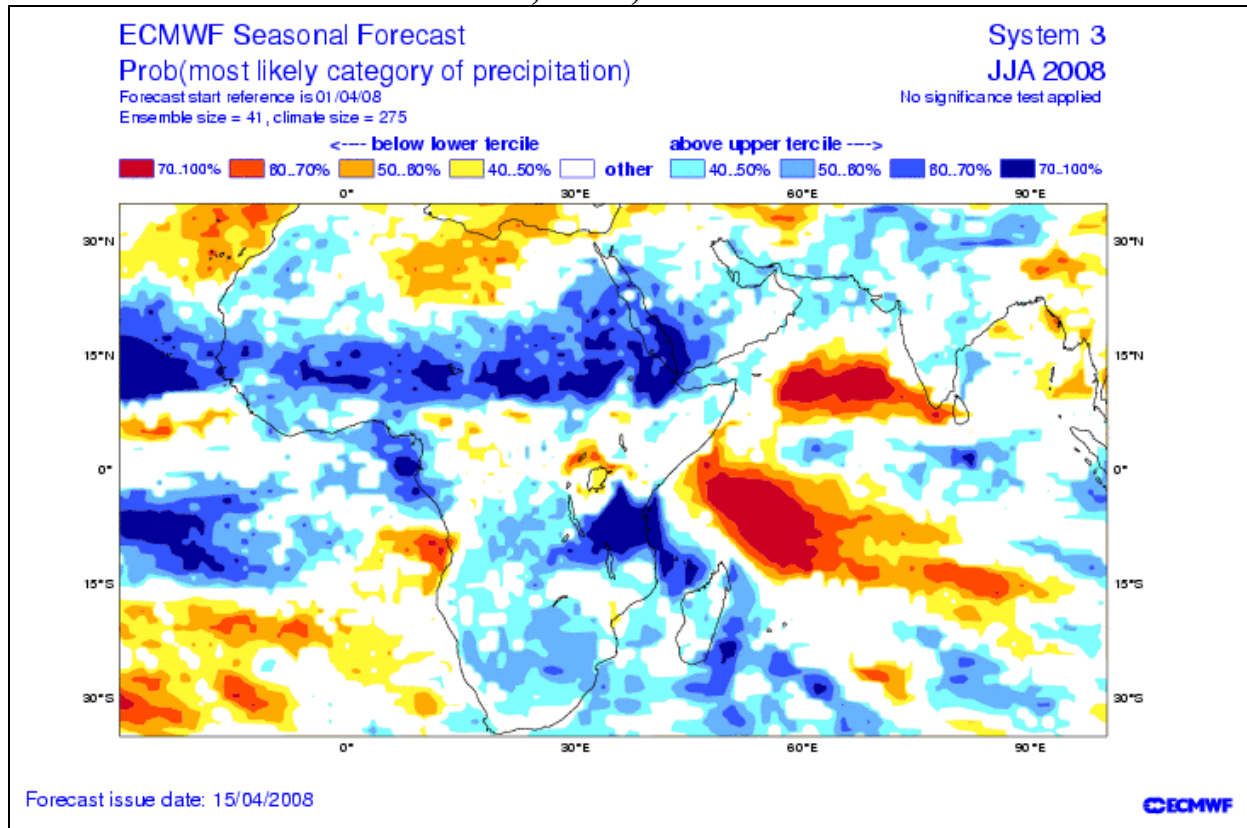 ECMWF Seasonal Forecast
System 3
Prob(most likely category of precipitation)
JJA 2008
Forecast start reference is 01/04/08
No significance test applied
Ensemble size = 41, climate size = 275
<---- below lower tercile
above upper tercile ---->
70..100% 60..70% 50..60% 40..50% other 40..50% 50..60% 60..70% 70..100%
0° 30°E 60°E 90°E
30°N 30°N
15°N 15°N
0° 0°
15°S 15°S
30°S 30°S
0° 30°E 60°E 90°E
Forecast issue date: 15/04/2008
ECMWF